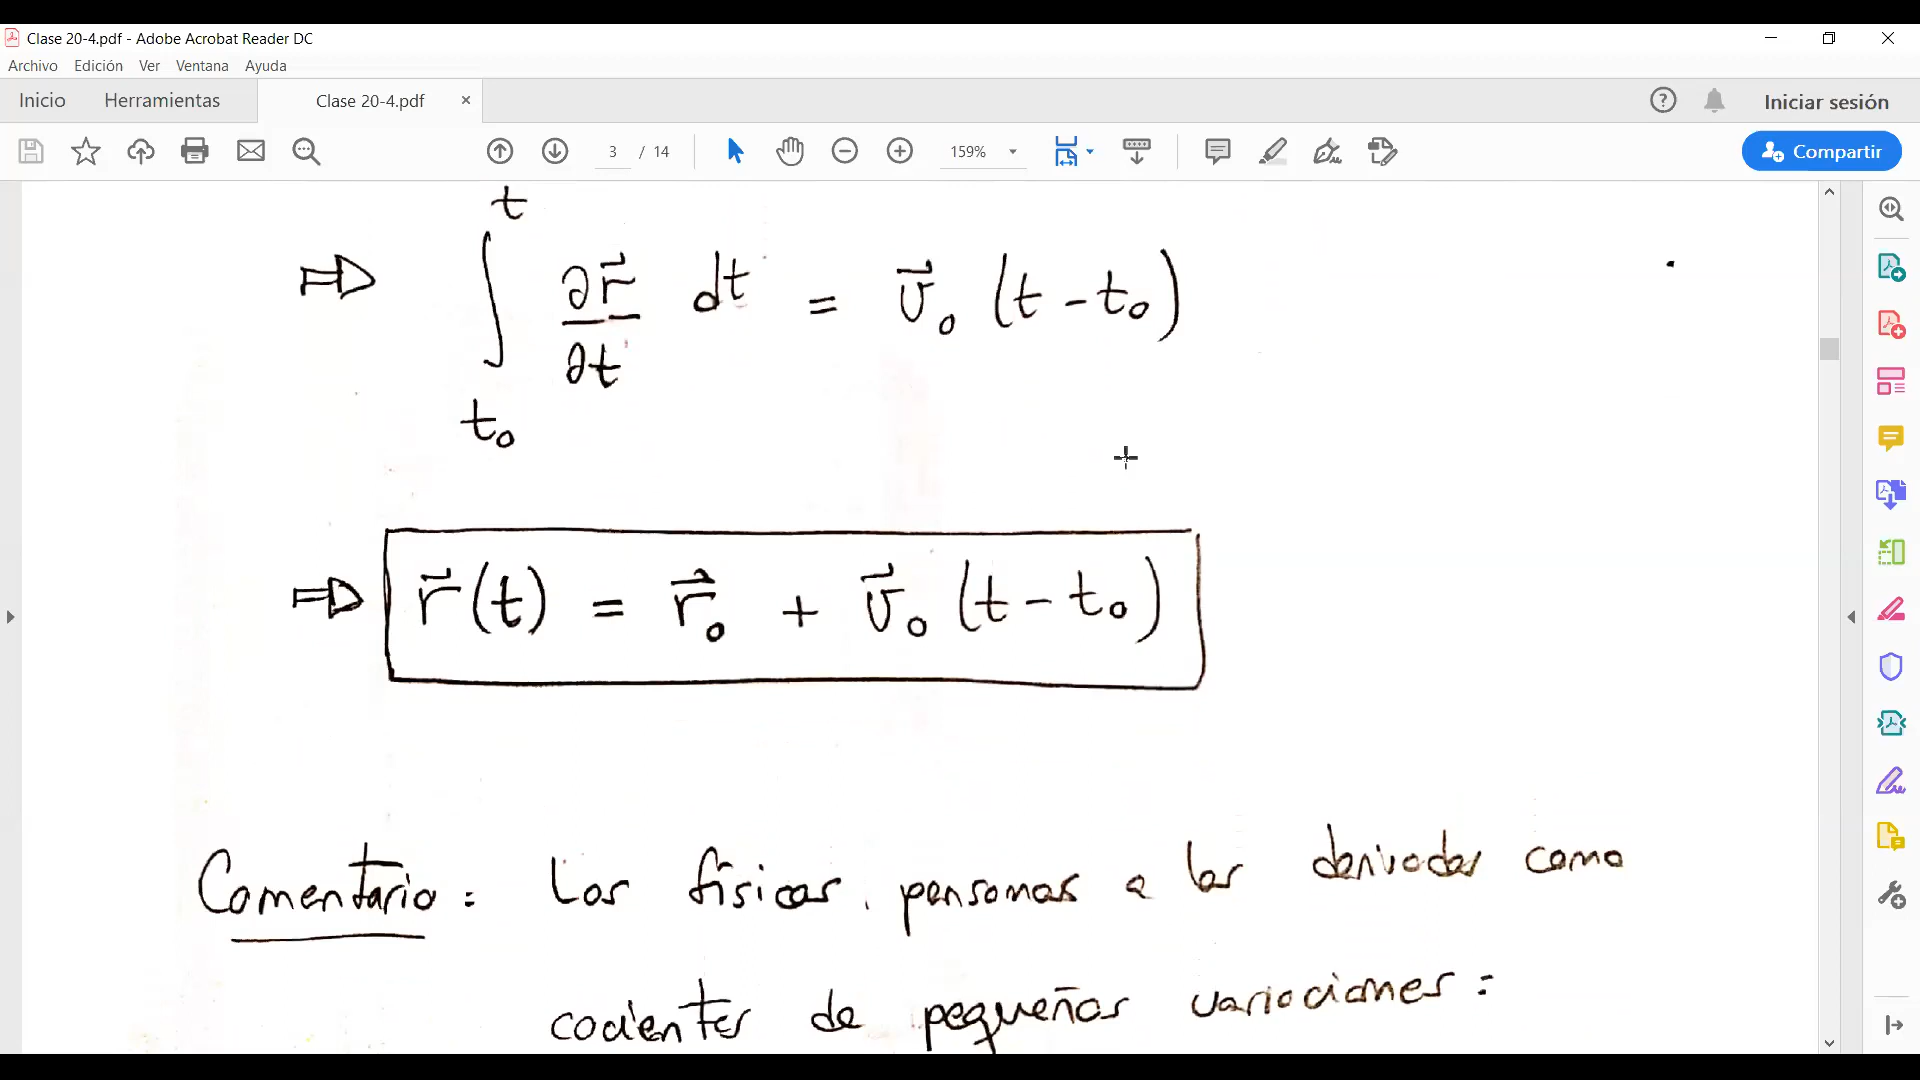 Clase 20-4.pdf - Adobe Acrobat Reader DC
Archivo Edición Ver Ventana Ayuda
Inicio Herramientas Clase 20-4.pdf × ? Iniciar sesión
3 / 14 159% Compartir
⇒ ∫_{t₀}^{t} ∂r⃗/∂t dt = v⃗₀ (t - t₀)
⇒ r⃗(t) = r⃗₀ + v⃗₀ (t - t₀)
Comentario: Los físicos pensamos a las derivadas como
cocientes de pequeñas variaciones: